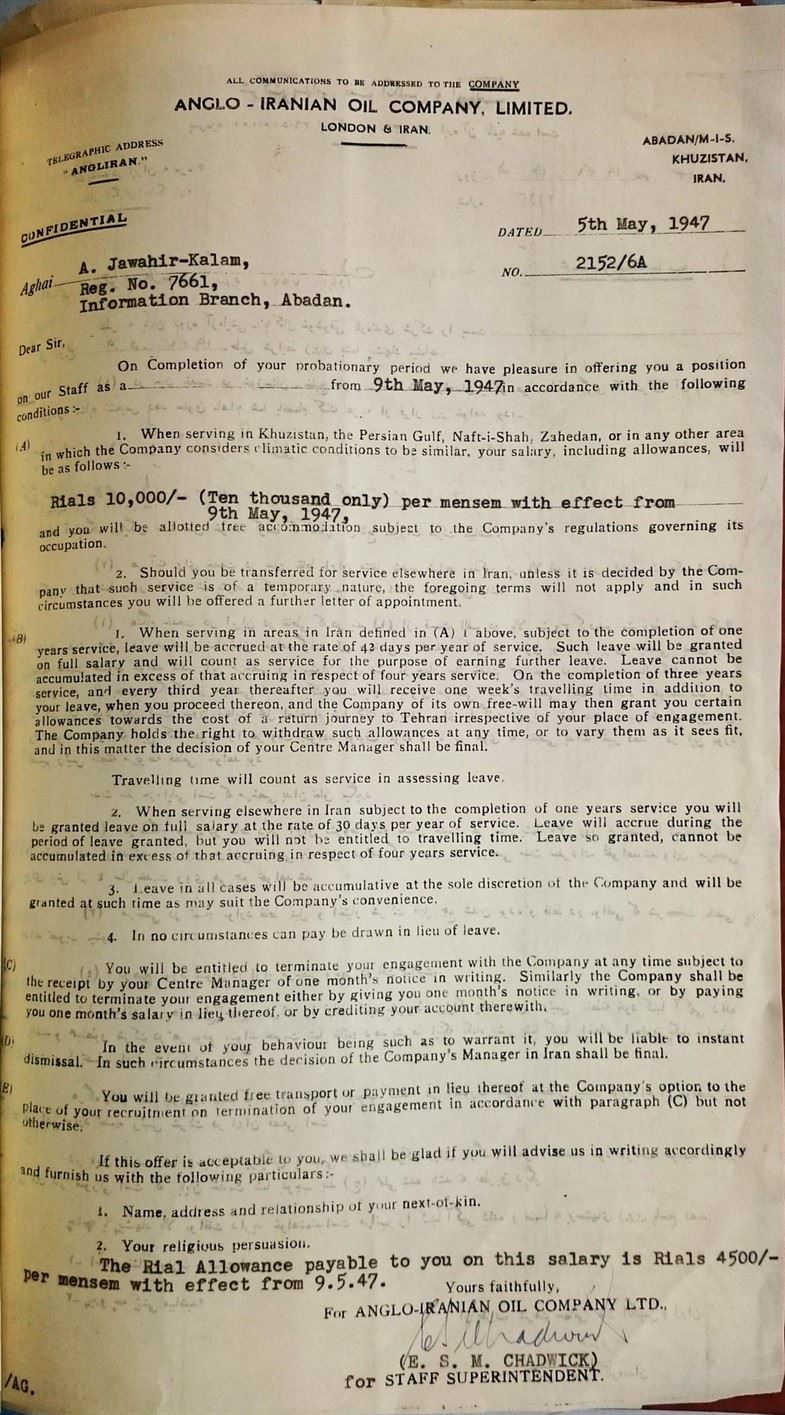 ALL COMMUNICATIONS TO BE ADDRESSED TO THE COMPANY
ANGLO - IRANIAN OIL COMPANY, LIMITED.
LONDON & IRAN.
TELEGRAPHIC ADDRESS
"ANGLIRAN."
ABADAN/M-I-S.
KHUZISTAN,
IRAN.
CONFIDENTIAL
DATED 5th May, 1947
NO. 2152/6A
Aghai A. Jawahir-Kalam,
Reg. No. 7661,
Information Branch, Abadan.
Dear Sir,
On Completion of your probationary period we have pleasure in offering you a position
on our Staff as a from 9th May, 1947 in accordance with the following
conditions :-
(A) 1. When serving in Khuzistan, the Persian Gulf, Naft-i-Shah, Zahedan, or in any other area
in which the Company considers climatic conditions to be similar, your salary, including allowances, will
be as follows :-
Rials 10,000/- (Ten thousand only) per mensem with effect from
9th May, 1947,
and you will be allotted free accommodation subject to the Company's regulations governing its
occupation.
2. Should you be transferred for service elsewhere in Iran, unless it is decided by the Com-
pany that such service is of a temporary nature, the foregoing terms will not apply and in such
circumstances you will be offered a further letter of appointment.
(B) 1. When serving in areas in Iran defined in (A) 1 above, subject to the completion of one
years service, leave will be accrued at the rate of 42 days per year of service. Such leave will be granted
on full salary and will count as service for the purpose of earning further leave. Leave cannot be
accumulated in excess of that accruing in respect of four years service. On the completion of three years
service, and every third year thereafter you will receive one week's travelling time in addition to
your leave, when you proceed thereon, and the Company of its own free-will may then grant you certain
allowances towards the cost of a return journey to Tehran irrespective of your place of engagement.
The Company holds the right to withdraw such allowances at any time, or to vary them as it sees fit,
and in this matter the decision of your Centre Manager shall be final.
Travelling time will count as service in assessing leave.
2. When serving elsewhere in Iran subject to the completion of one years service you will
be granted leave on full salary at the rate of 30 days per year of service. Leave will accrue during the
period of leave granted, but you will not be entitled to travelling time. Leave so granted, cannot be
accumulated in excess of that accruing in respect of four years service.
3. Leave in all cases will be accumulative at the sole discretion of the Company and will be
granted at such time as may suit the Company's convenience.
4. In no circumstances can pay be drawn in lieu of leave.
(C) You will be entitled to terminate your engagement with the Company at any time subject to
the receipt by your Centre Manager of one month's notice in writing. Similarly the Company shall be
entitled to terminate your engagement either by giving you one month's notice in writing, or by paying
you one month's salary in lieu thereof, or by crediting your account therewith.
(D) In the event of your behaviour being such as to warrant it, you will be liable to instant
dismissal. In such circumstances the decision of the Company's Manager in Iran shall be final.
(E) You will be granted free transport or payment in lieu thereof at the Company's option to the
place of your recruitment on termination of your engagement in accordance with paragraph (C) but not
otherwise.
If this offer is acceptable to you, we shall be glad if you will advise us in writing accordingly
and furnish us with the following particulars :-
1. Name, address and relationship of your next-of-kin.
2. Your religious persuasion.
The Rial Allowance payable to you on this salary is Rials 4500/-
per mensem with effect from 9.5.47.
Yours faithfully,
For ANGLO-IRANIAN OIL COMPANY LTD.,
(E. S. M. CHADWICK)
for STAFF SUPERINTENDENT.
/AG.